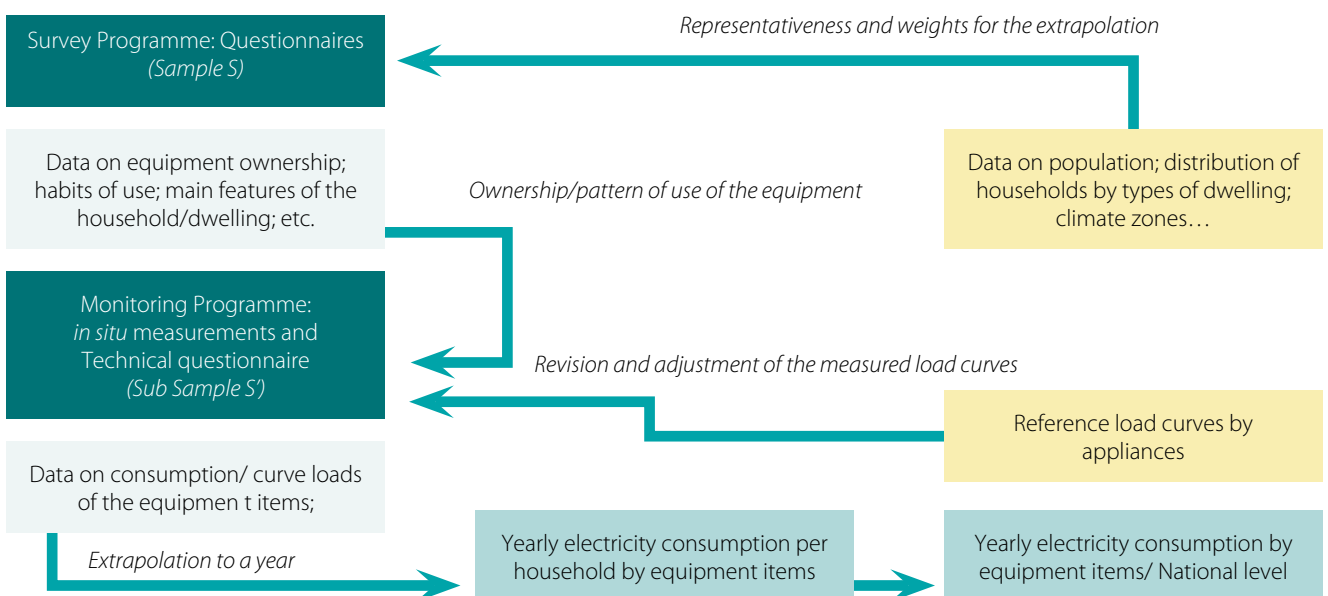 Representativeness and weights for the extrapolation
Survey Programme: Questionnaires
(Sample S)
Data on equipment ownership;
habits of use; main features of the
household/dwelling; etc.
Ownership/pattern of use of the equipment
Data on population; distribution of
households by types of dwelling;
climate zones…
Monitoring Programme:
in situ measurements and
Technical questionnaire
(Sub Sample S')
Revision and adjustment of the measured load curves
Reference load curves by
appliances
Data on consumption/ curve loads
of the equipmen t items;
Extrapolation to a year
Yearly electricity consumption per
household by equipment items
Yearly electricity consumption by
equipment items/ National level